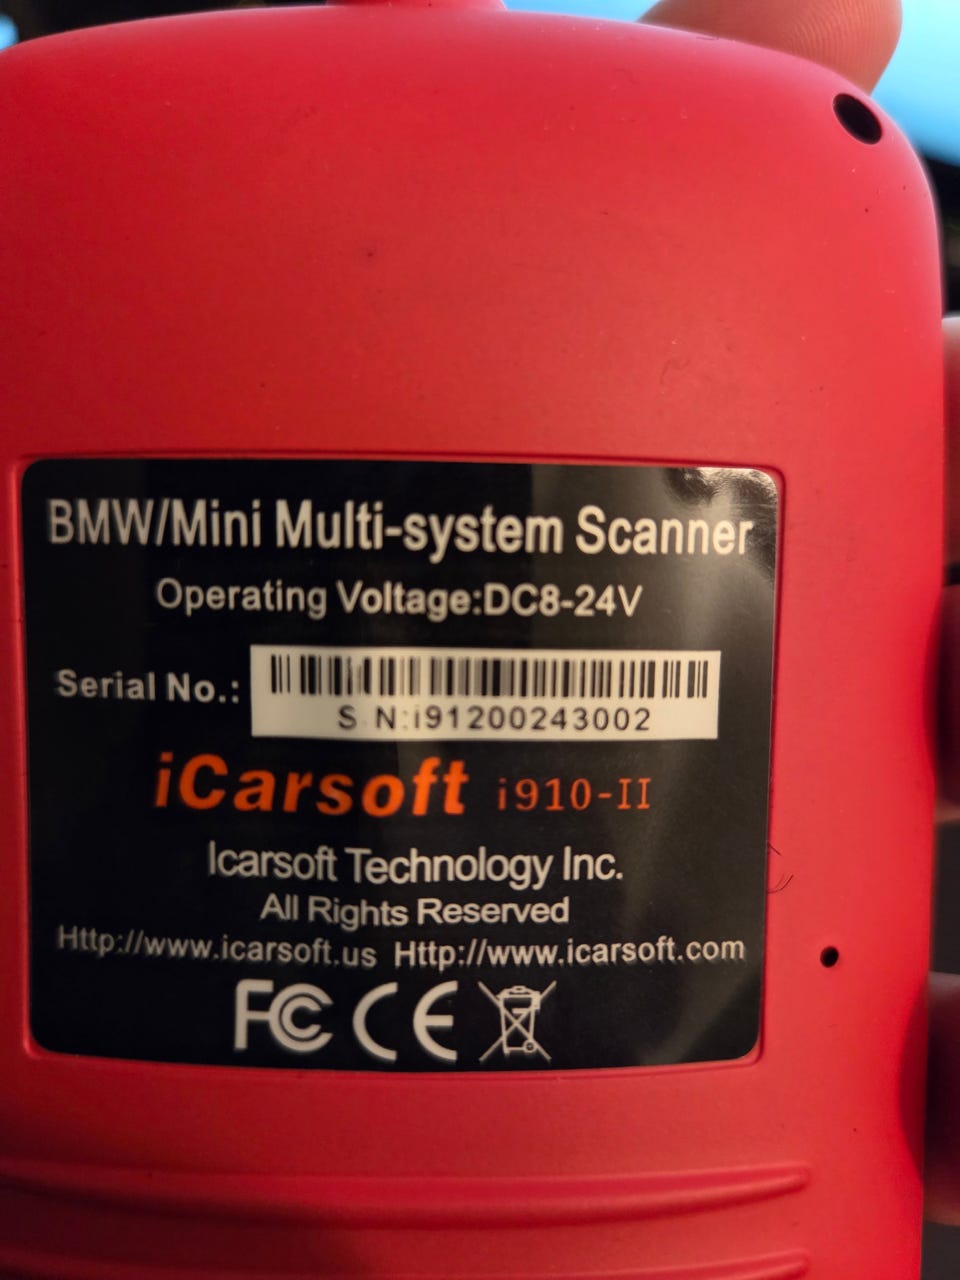 BMW/Mini Multi-system Scanner
Operating Voltage:DC8-24V
Serial No.:
S N:i91200243002
iCarsoft i910-II
Icarsoft Technology Inc.
All Rights Reserved
Http://www.icarsoft.us Http://www.icarsoft.com
FC CE